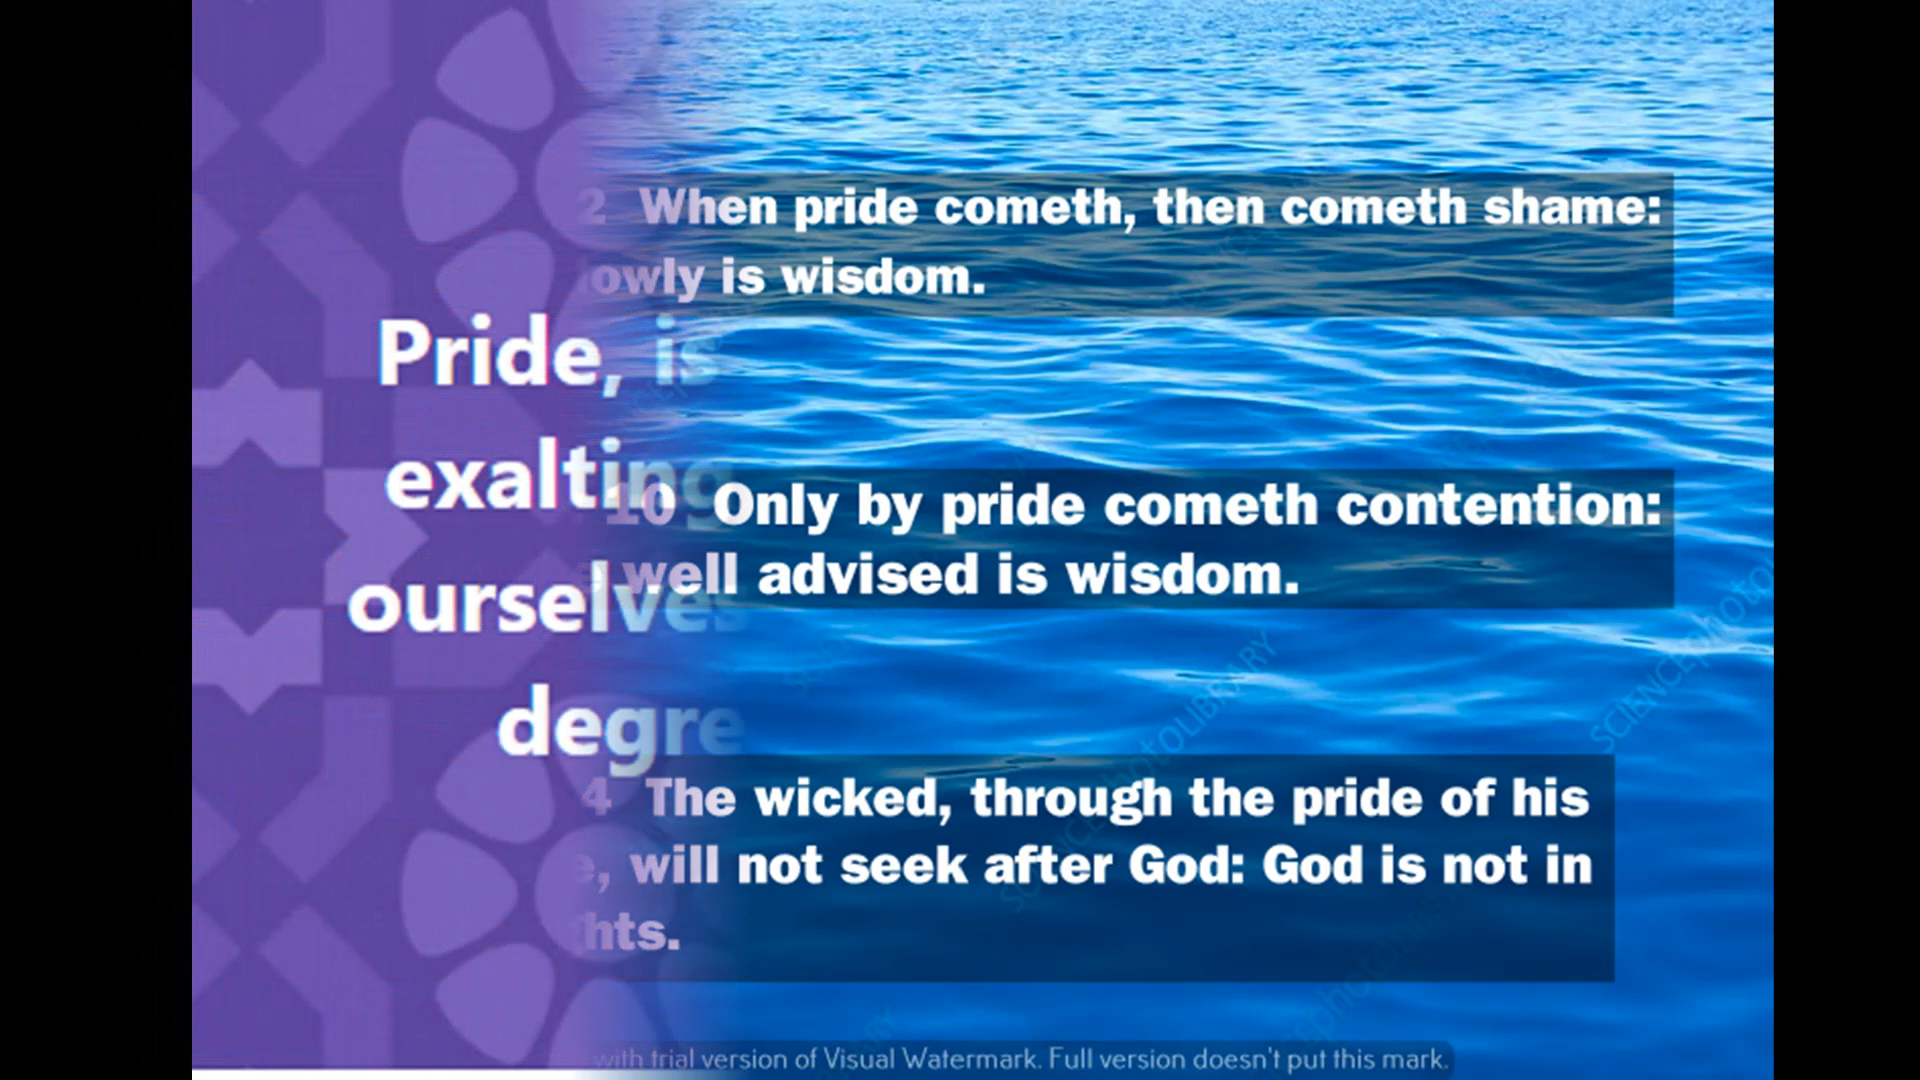 2 When pride cometh, then cometh shame:
lowly is wisdom.
Pride, is
exalting
ourselves
degre
10 Only by pride cometh contention:
well advised is wisdom.
4 The wicked, through the pride of his
will not seek after God: God is not in
hts.
SCIENCEphotoLIBRARY
with trial version of Visual Watermark. Full version doesn't put this mark.